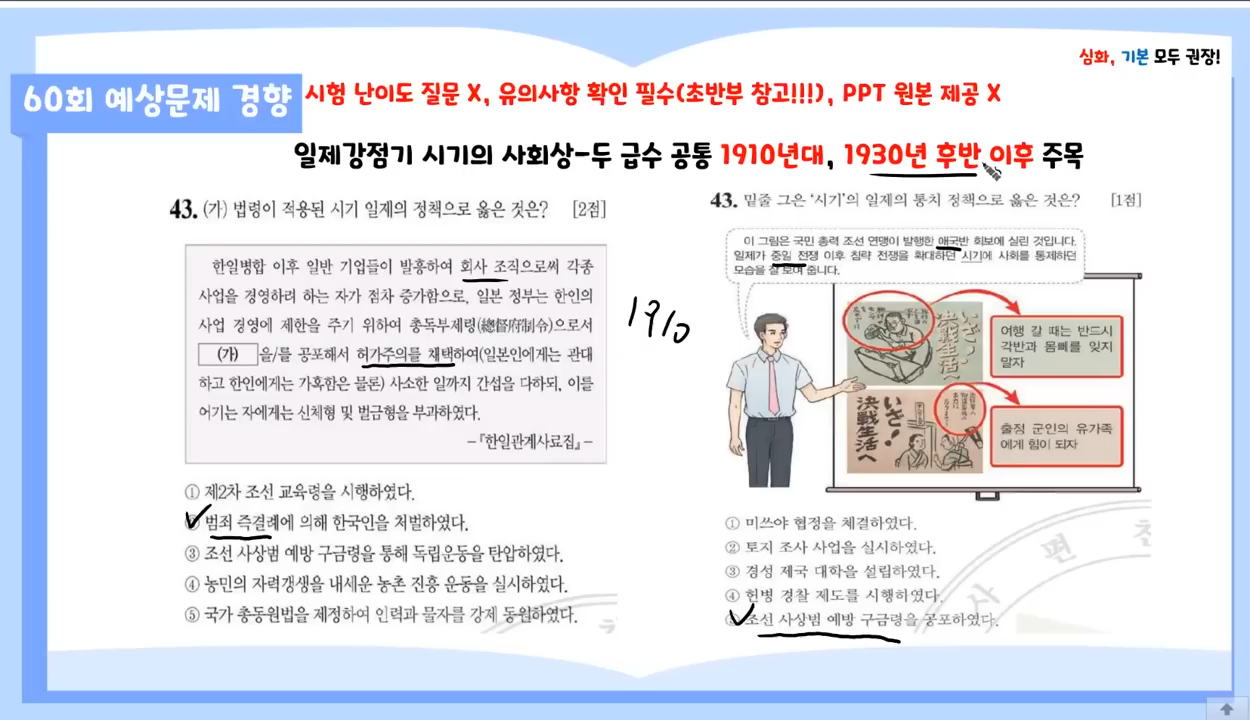 심화, 기본 모두 권장!
60회 예상문제 경향
시험 난이도 질문 X, 유의사항 확인 필수(초반부 참고!!!), PPT 원본 제공 X
일제강점기 시기의 사회상-두 급수 공통 1910년대, 1930년 후반 이후 주목
43. (가) 법령이 적용된 시기 일제의 정책으로 옳은 것은? [2점]
한일병합 이후 일반 기업들이 발흥하여 회사 조직으로써 각종
사업을 경영하려 하는 자가 점차 증가함으로, 일본 정부는 한인의
사업 경영에 제한을 주기 위하여 총독부제령(總督府制令)으로서
(가) 을/를 공포해서 허가주의를 채택하여(일본인에게는 관대
하고 한인에게는 가혹함은 물론) 사소한 일까지 간섭을 다하되, 이를
어기는 자에게는 신체형 및 벌금형을 부과하였다.
-『한일관계사료집』-
① 제2차 조선 교육령을 시행하였다.
② 범죄 즉결례에 의해 한국인을 처벌하였다.
③ 조선 사상범 예방 구금령을 통해 독립운동을 탄압하였다.
④ 농민의 자력갱생을 내세운 농촌 진흥 운동을 실시하였다.
⑤ 국가 총동원법을 제정하여 인력과 물자를 강제 동원하였다.
1910
43. 밑줄 그은 '시기'의 일제의 통치 정책으로 옳은 것은? [1점]
이 그림은 국민 총력 조선 연맹이 발행한 애국반 회보에 실린 것입니다.
일제가 중일 전쟁 이후 침략 전쟁을 확대하던 시기에 사회를 통제하던
모습을 잘 보여 줍니다.
いざ!
決戰生活へ
여행 갈 때는 반드시
각반과 몸뻬를 잊지
말자
いざ!
決戰生活へ
출정 군인의 유가족
에게 힘이 되자
① 미쓰야 협정을 체결하였다.
② 토지 조사 사업을 실시하였다.
③ 경성 제국 대학을 설립하였다.
④ 헌병 경찰 제도를 시행하였다.
⑤ 조선 사상범 예방 구금령을 공포하였다.
사 편 찬